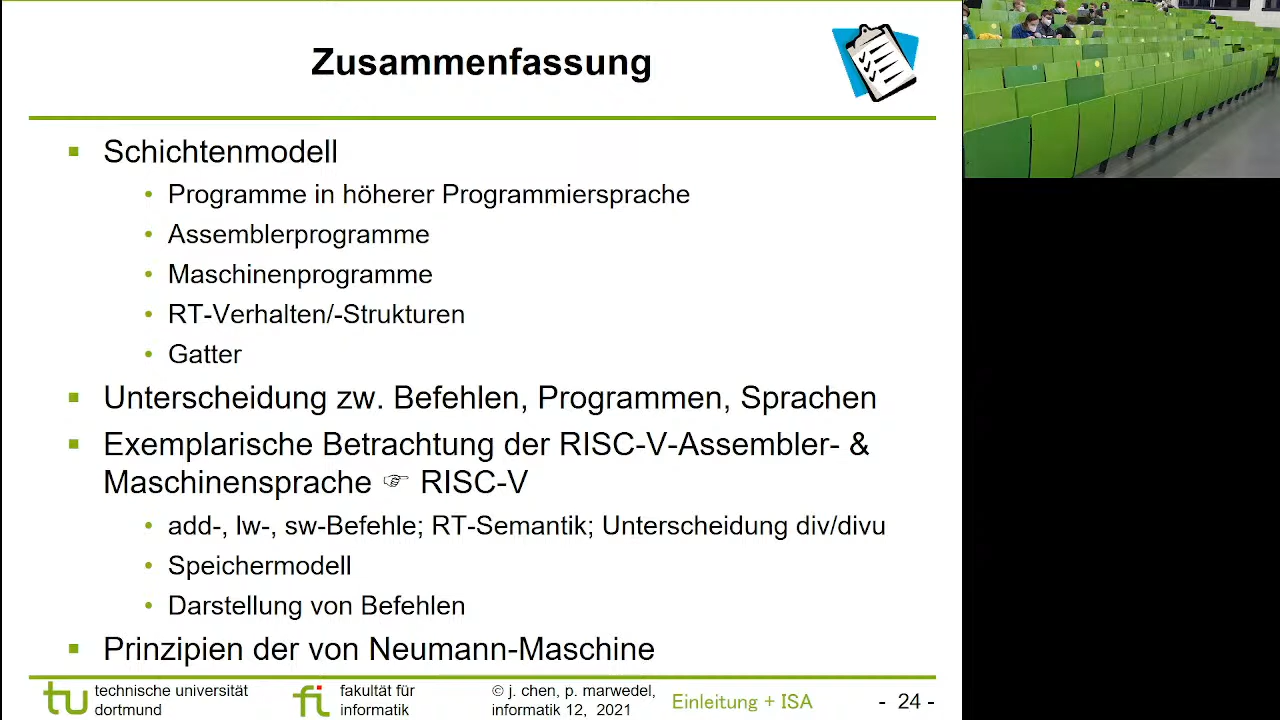 Zusammenfassung
▪ Schichtenmodell
• Programme in höherer Programmiersprache
• Assemblerprogramme
• Maschinenprogramme
• RT-Verhalten/-Strukturen
• Gatter
▪ Unterscheidung zw. Befehlen, Programmen, Sprachen
▪ Exemplarische Betrachtung der RISC-V-Assembler- &
Maschinensprache ☞ RISC-V
• add-, lw-, sw-Befehle; RT-Semantik; Unterscheidung div/divu
• Speichermodell
• Darstellung von Befehlen
▪ Prinzipien der von Neumann-Maschine
tu technische universität
dortmund
fi fakultät für
informatik
© j. chen, p. marwedel,
informatik 12, 2021
Einleitung + ISA
- 24 -